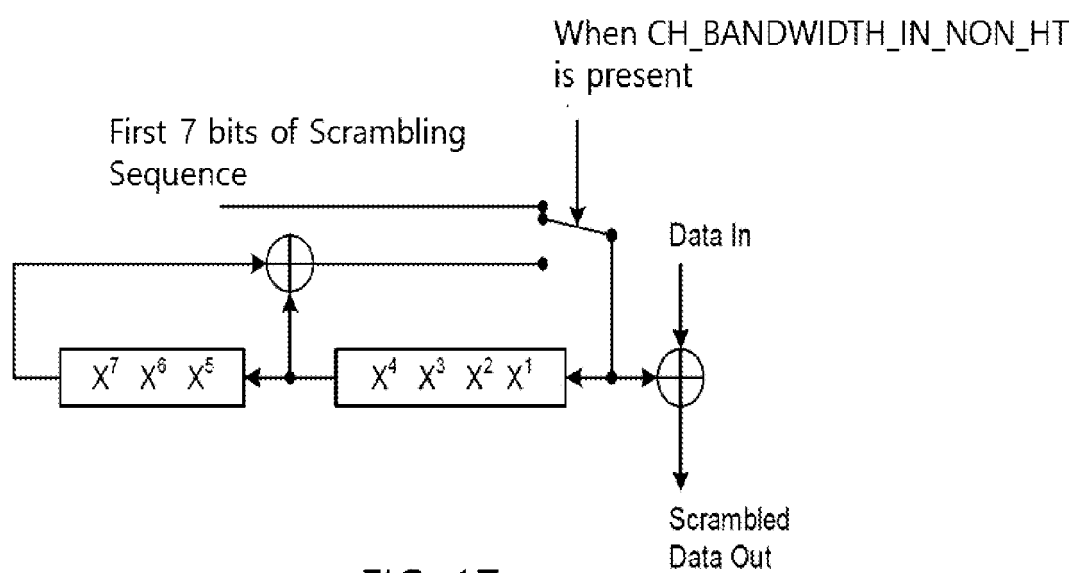 When CH_BANDWIDTH_IN_NON_HT
is present
First 7 bits of Scrambling
Sequence
Data In
X⁷ X⁶ X⁵
X⁴ X³ X² X¹
Scrambled
Data Out